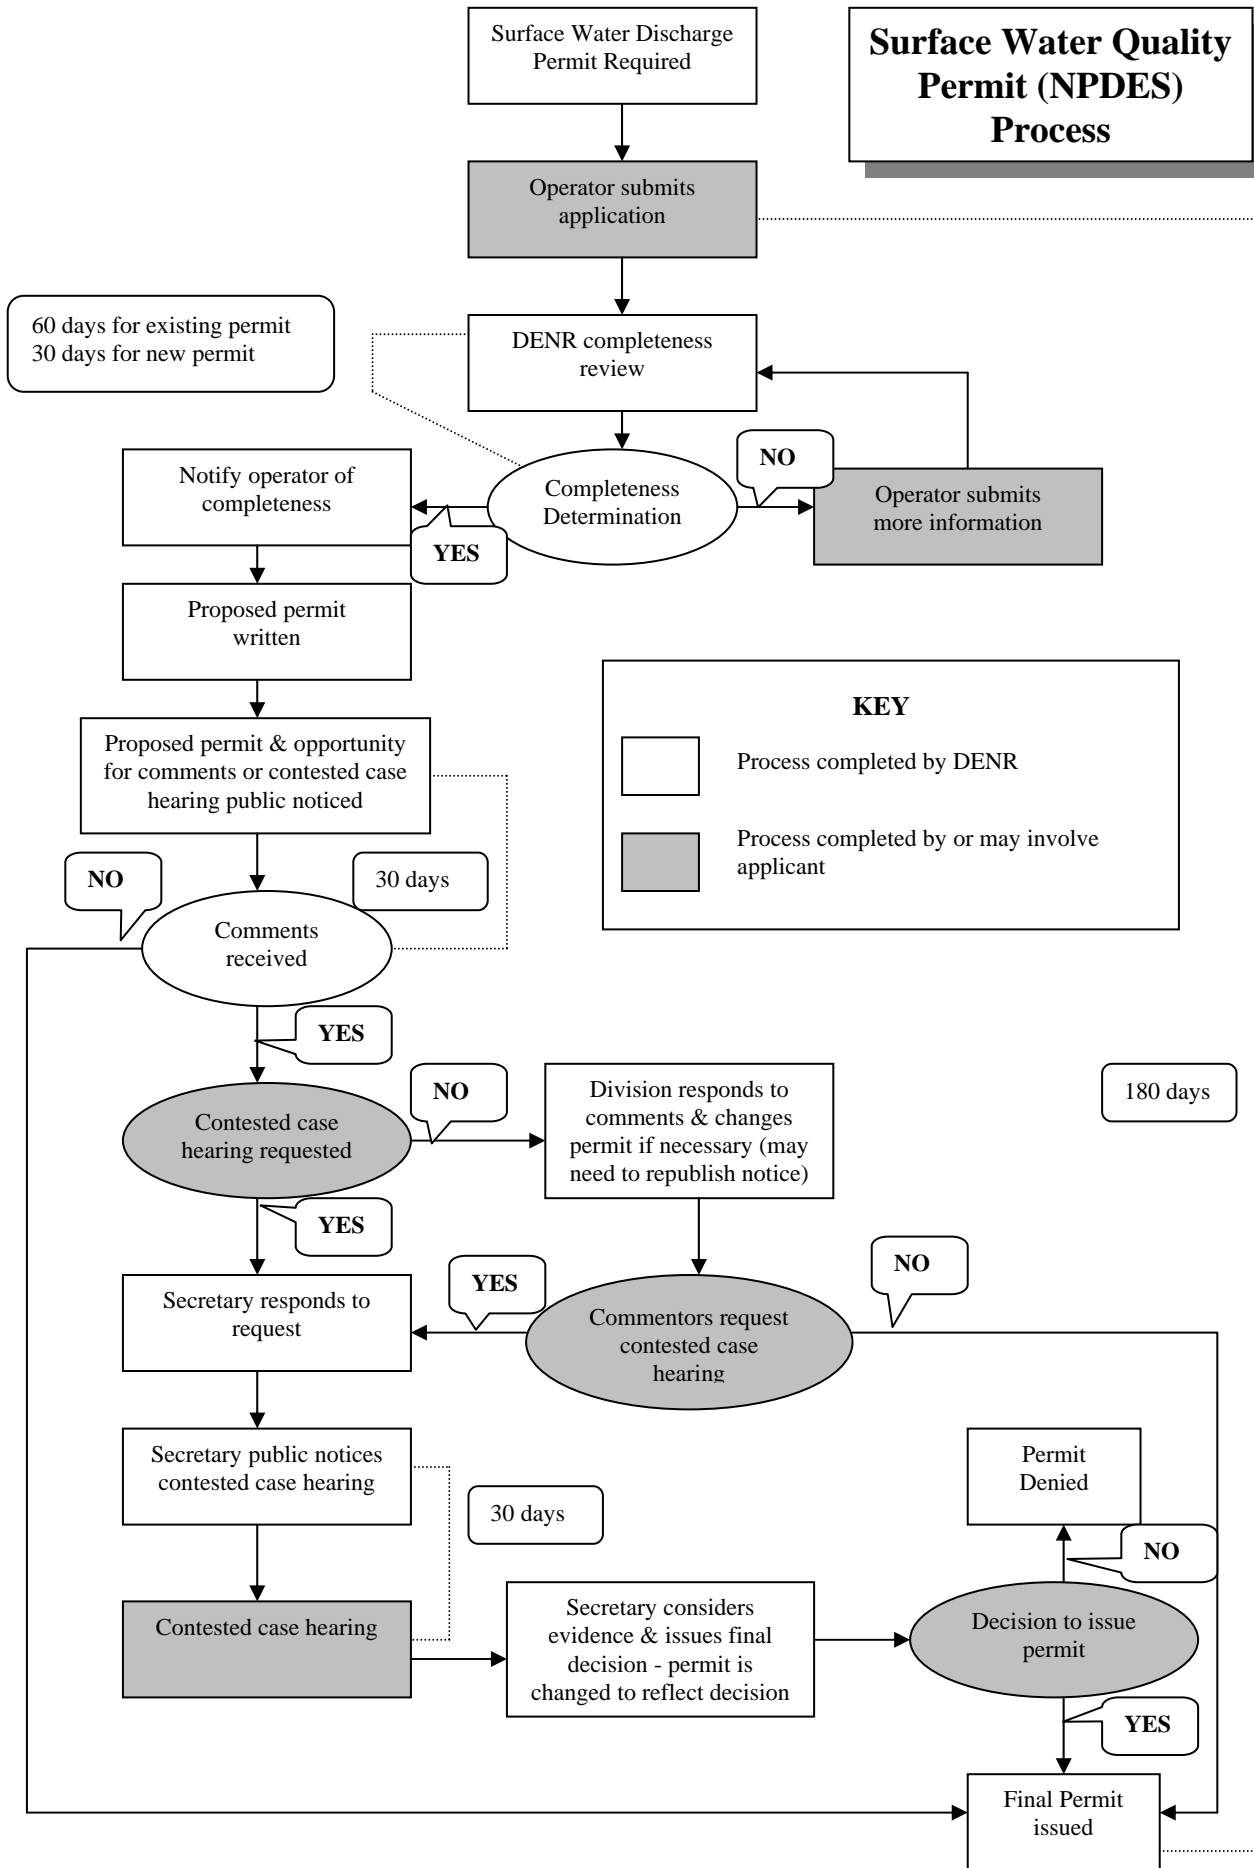 Surface Water Discharge
Permit Required
Surface Water Quality
Permit (NPDES)
Process
Operator submits
application
60 days for existing permit
30 days for new permit
DENR completeness
review
Notify operator of
completeness
YES
Completeness
Determination
NO
Operator submits
more information
Proposed permit
written
KEY
Process completed by DENR
Process completed by or may involve
applicant
Proposed permit & opportunity
for comments or contested case
hearing public noticed
NO
30 days
Comments
received
YES
Contested case
hearing requested
NO
Division responds to
comments & changes
permit if necessary (may
need to republish notice)
180 days
YES
Secretary responds to
request
YES
Commentors request
contested case
hearing
NO
Secretary public notices
contested case hearing
30 days
Permit
Denied
NO
Contested case hearing
Secretary considers
evidence & issues final
decision - permit is
changed to reflect decision
Decision to issue
permit
YES
Final Permit
issued